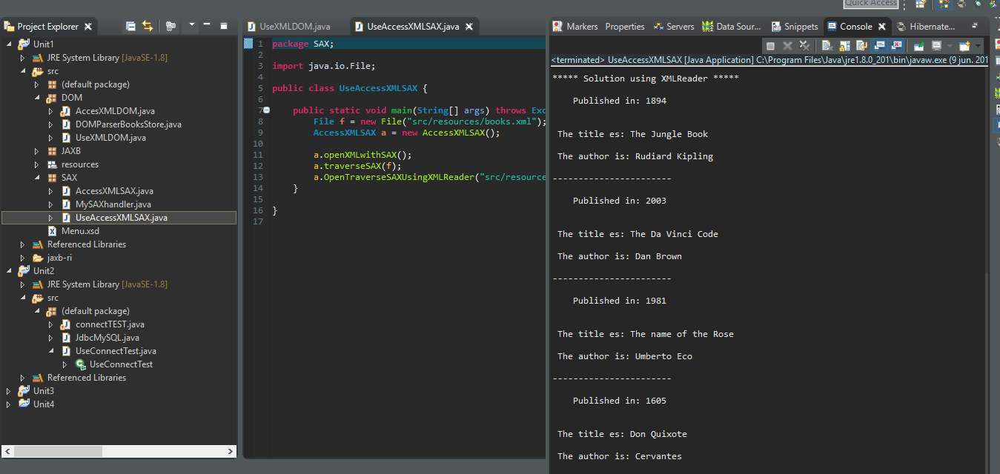 Quick Access
Project Explorer
Unit1
JRE System Library [JavaSE-1.8]
src
(default package)
DOM
AccesXMLDOM.java
DOMParserBooksStore.java
UseXMLDOM.java
JAXB
resources
SAX
AccessXMLSAX.java
MySAXhandler.java
UseAccessXMLSAX.java
Menu.xsd
Referenced Libraries
jaxb-ri
Unit2
JRE System Library [JavaSE-1.8]
src
(default package)
connectTEST.java
JdbcMySQL.java
UseConnectTest.java
UseConnectTest
Referenced Libraries
Unit3
Unit4
UseXMLDOM.java
UseAccessXMLSAX.java
1 package SAX;
2
3 import java.io.File;
4
5 public class UseAccessXMLSAX {
6
7 public static void main(String[] args) throws Exc
8 File f = new File("src/resources/books.xml");
9 AccessXMLSAX a = new AccessXMLSAX();
10
11 a.openXMLwithSAX();
12 a.traverseSAX(f);
13 a.OpenTraverseSAXUsingXMLReader("src/resource
14 }
15
16 }
17
Markers Properties Servers Data Sour... Snippets Console Hibernate...
<terminated> UseAccessXMLSAX [Java Application] C:\Program Files\Java\jre1.8.0_201\bin\javaw.exe (9 jun. 201
***** Solution using XMLReader *****
Published in: 1894
The title es: The Jungle Book
The author is: Rudiard Kipling
-----------------------
Published in: 2003
The title es: The Da Vinci Code
The author is: Dan Brown
-----------------------
Published in: 1981
The title es: The name of the Rose
The author is: Umberto Eco
-----------------------
Published in: 1605
The title es: Don Quixote
The author is: Cervantes